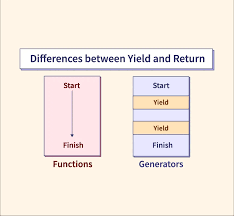 Differences between Yield and Return
Start
Finish
Functions
Start
Yield
Yield
Finish
Generators